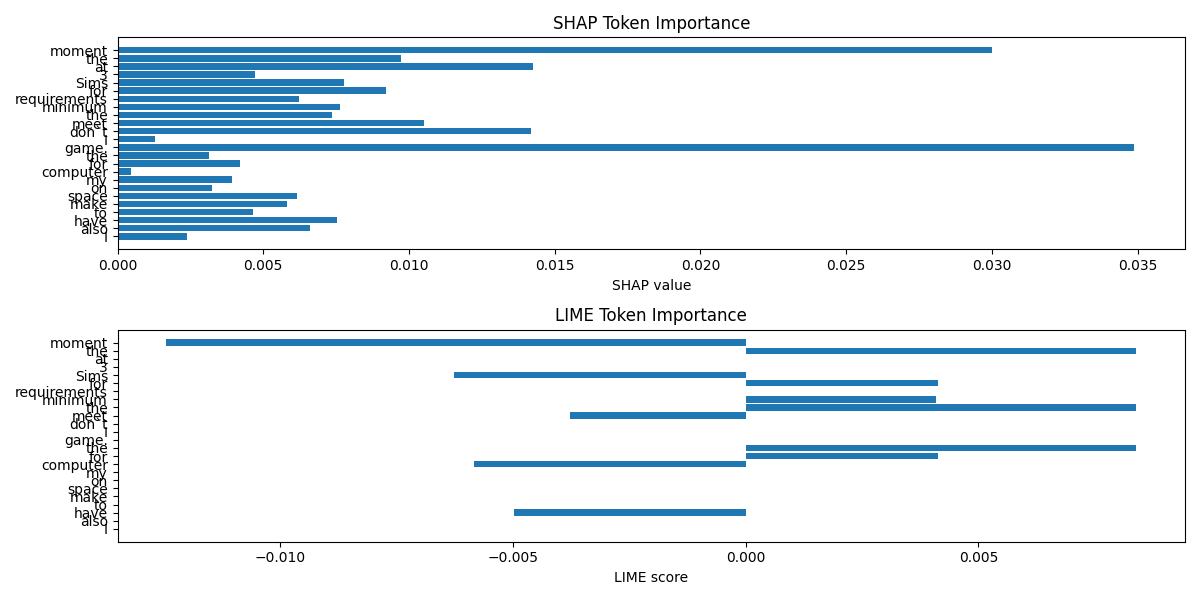 SHAP Token Importance
moment
the
at
3
Sims
for
requirements
minimum
the
meet
don't
I
game.
the
for
computer
my
on
space
make
to
have
also
I
0.000 0.005 0.010 0.015 0.020 0.025 0.030 0.035
SHAP value
LIME Token Importance
moment
the
at
3
Sims
for
requirements
minimum
the
meet
don't
I
game.
the
for
computer
my
on
space
make
to
have
also
I
−0.010 −0.005 0.000 0.005
LIME score